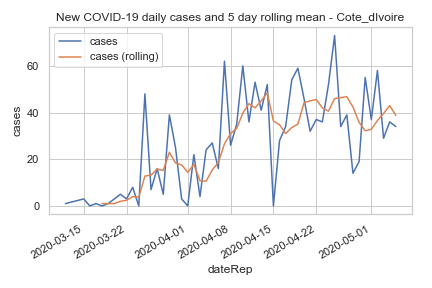 New COVID-19 daily cases and 5 day rolling mean - Cote_dIvoire
cases
cases (rolling)
cases
60
40
20
0
2020-03-15
2020-03-22
2020-04-01
2020-04-08
2020-04-15
2020-04-22
2020-05-01
dateRep